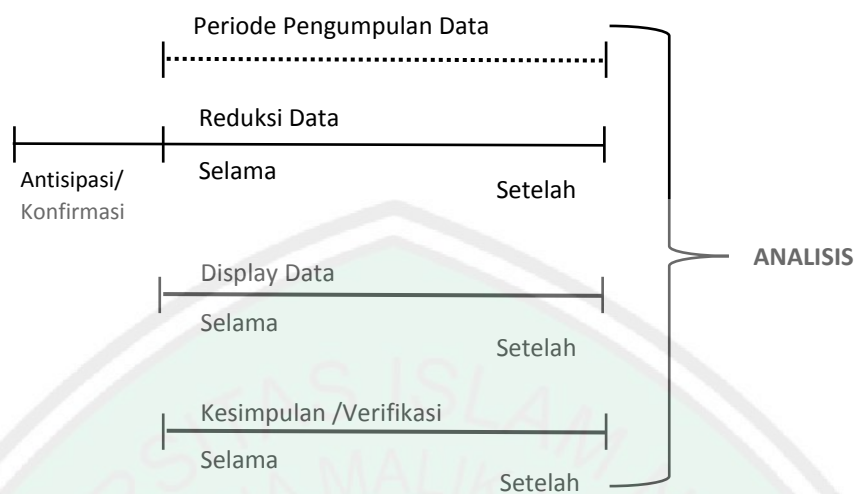 Periode Pengumpulan Data
Reduksi Data
Selama
Setelah
Antisipasi/
Konfirmasi
Display Data
Selama
Setelah
ANALISIS
Kesimpulan /Verifikasi
Selama
Setelah